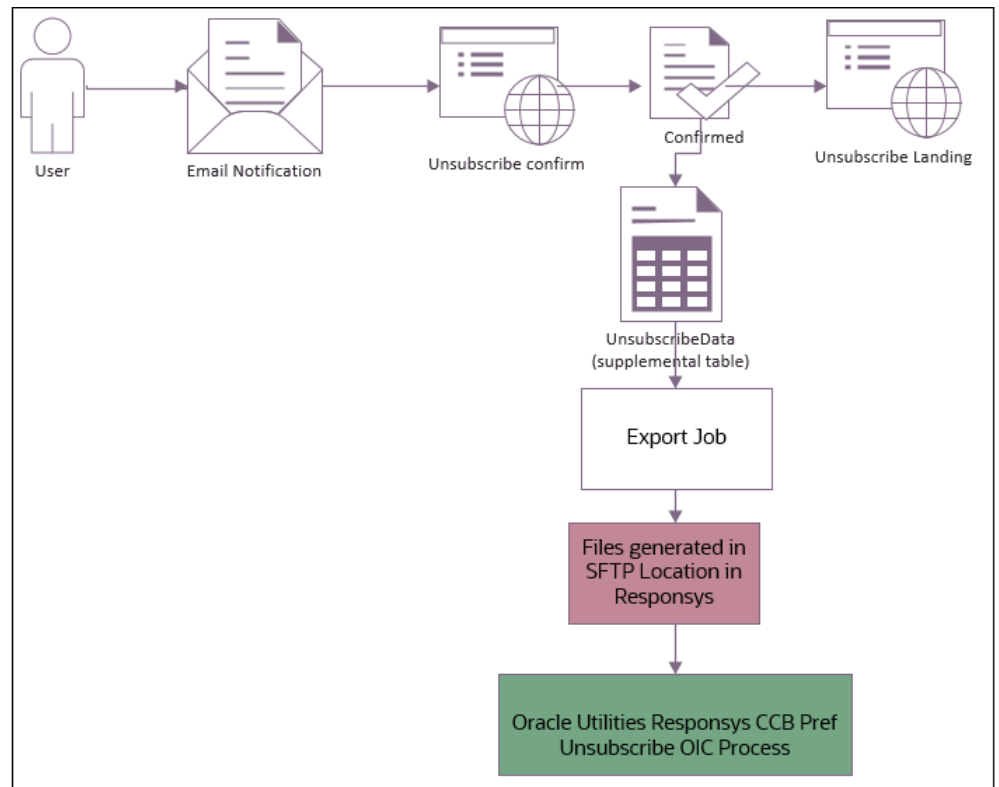 User
Email Notification
Unsubscribe confirm
Confirmed
Unsubscribe Landing
UnsubscribeData
(supplemental table)
Export Job
Files generated in
SFTP Location in
Responsys
Oracle Utilities Responsys CCB Pref
Unsubscribe OIC Process